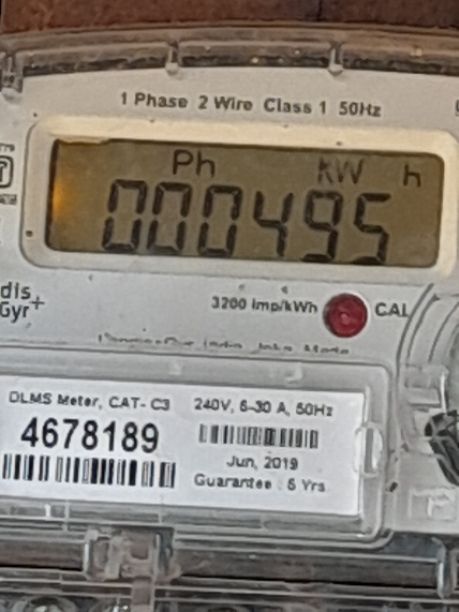 1 Phase 2 Wire Class 1 50Hz
Ph kW h
000495
dis+
Gyr
3200 imp/kWh CAL
DLMS Meter, CAT- C3
4678189
240V, 5-30 A, 50Hz
Jun, 2019
Guarantee : 5 Yrs